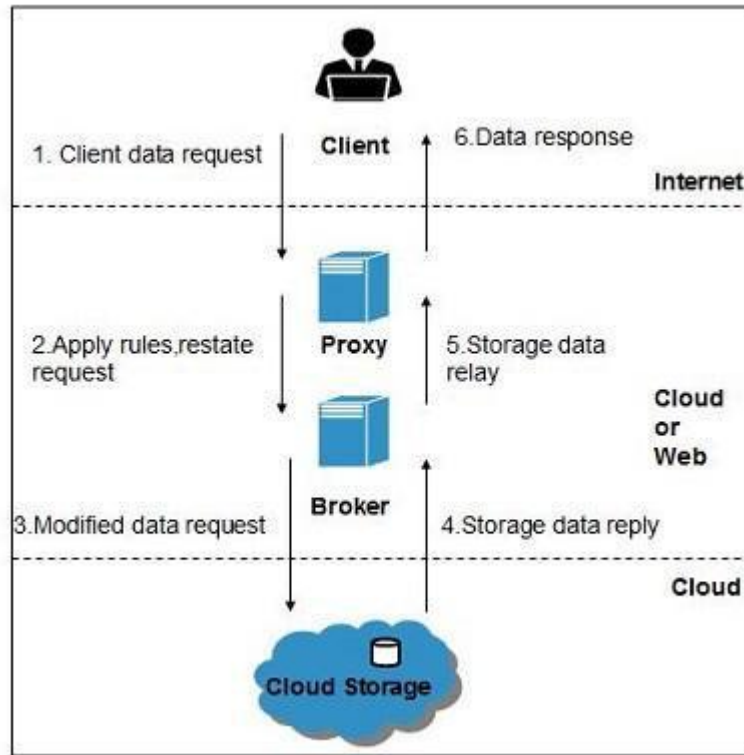 1. Client data request
Client
6.Data response
Internet
2.Apply rules,restate
request
Proxy
5.Storage data
relay
Cloud
or
Web
Broker
3.Modified data request
4.Storage data reply
Cloud
Cloud Storage